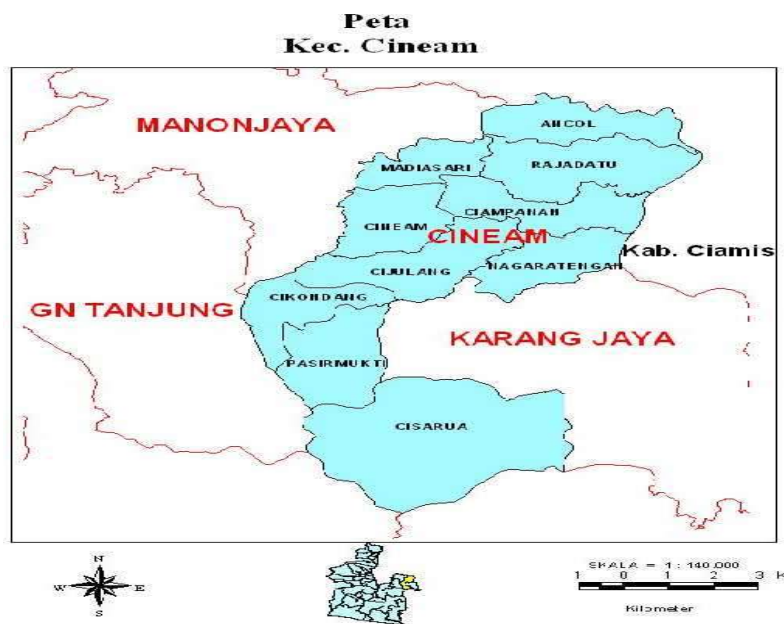 Peta
Kec. Cineam
MANONJAYA
ANCOL
MADIASARI
RAJADATU
CIAMPANAH
CINEAM
CINEAM
Kab. Ciamis
CIJULANG
NAGARATENGAH
CIKONDANG
GN TANJUNG
KARANG JAYA
PASIRMUKTI
CISARUA
N
W E
S
SKALA = 1 : 140.000
1 0 1 2 3 K
Kilometer